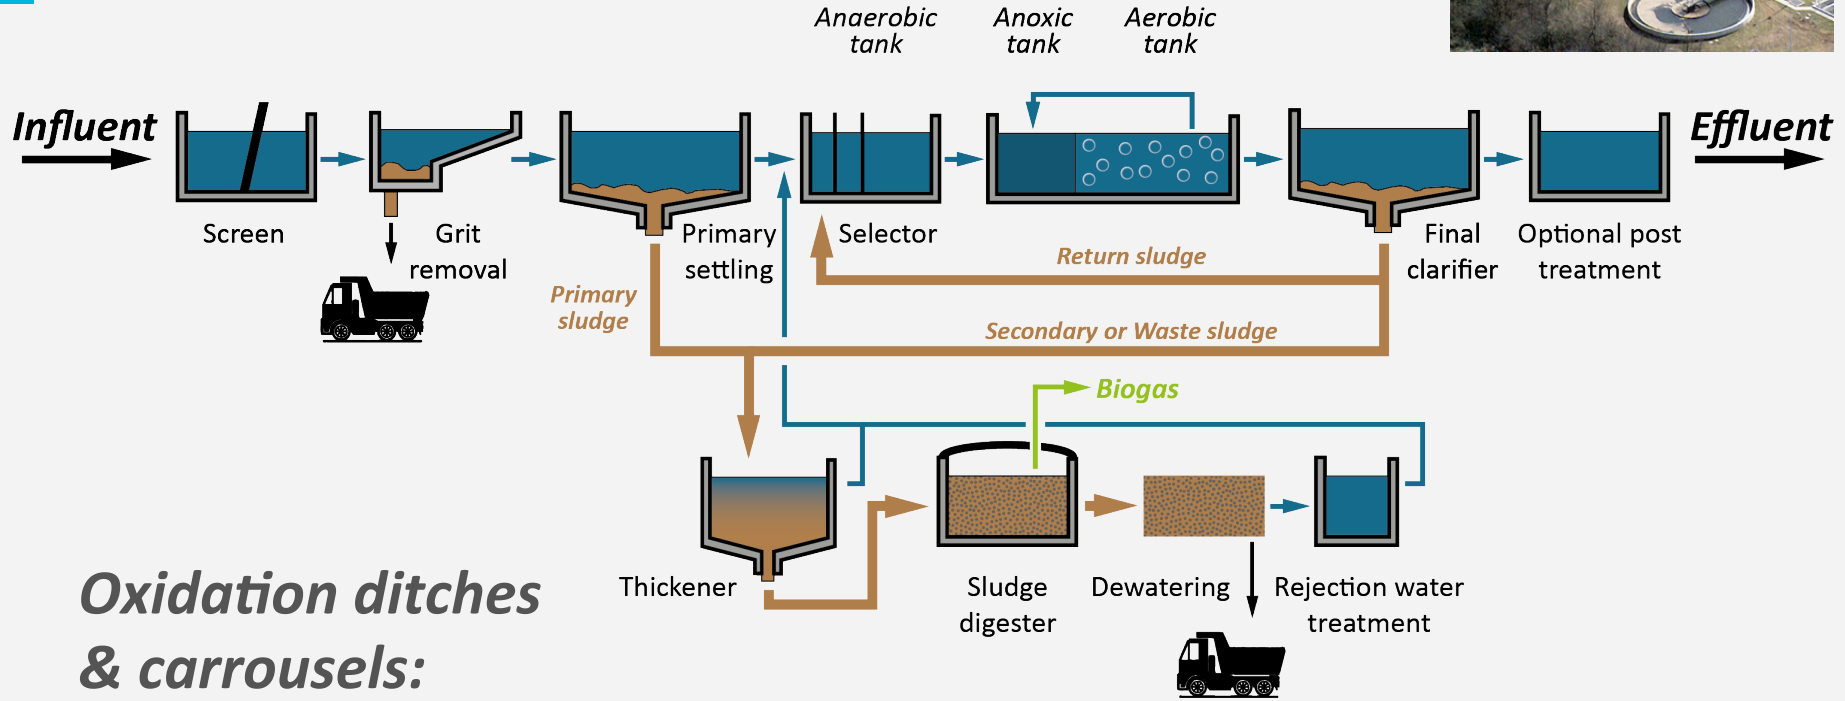 Anaerobic
tank
Anoxic
tank
Aerobic
tank
Influent
Effluent
Screen
Grit
removal
Primary
settling
Selector
Final
clarifier
Optional post
treatment
Return sludge
Primary
sludge
Secondary or Waste sludge
Biogas
Thickener
Sludge
digester
Dewatering
Rejection water
treatment
Oxidation ditches
& carrousels: